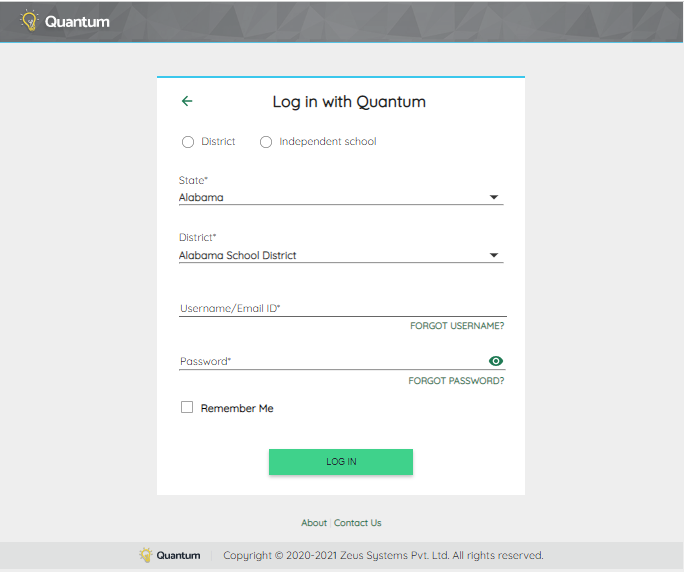 Quantum
Log in with Quantum
District Independent school
State*
Alabama
District*
Alabama School District
Username/Email ID*
FORGOT USERNAME?
Password*
FORGOT PASSWORD?
Remember Me
LOG IN
About | Contact Us
Quantum | Copyright © 2020-2021 Zeus Systems Pvt. Ltd. All rights reserved.